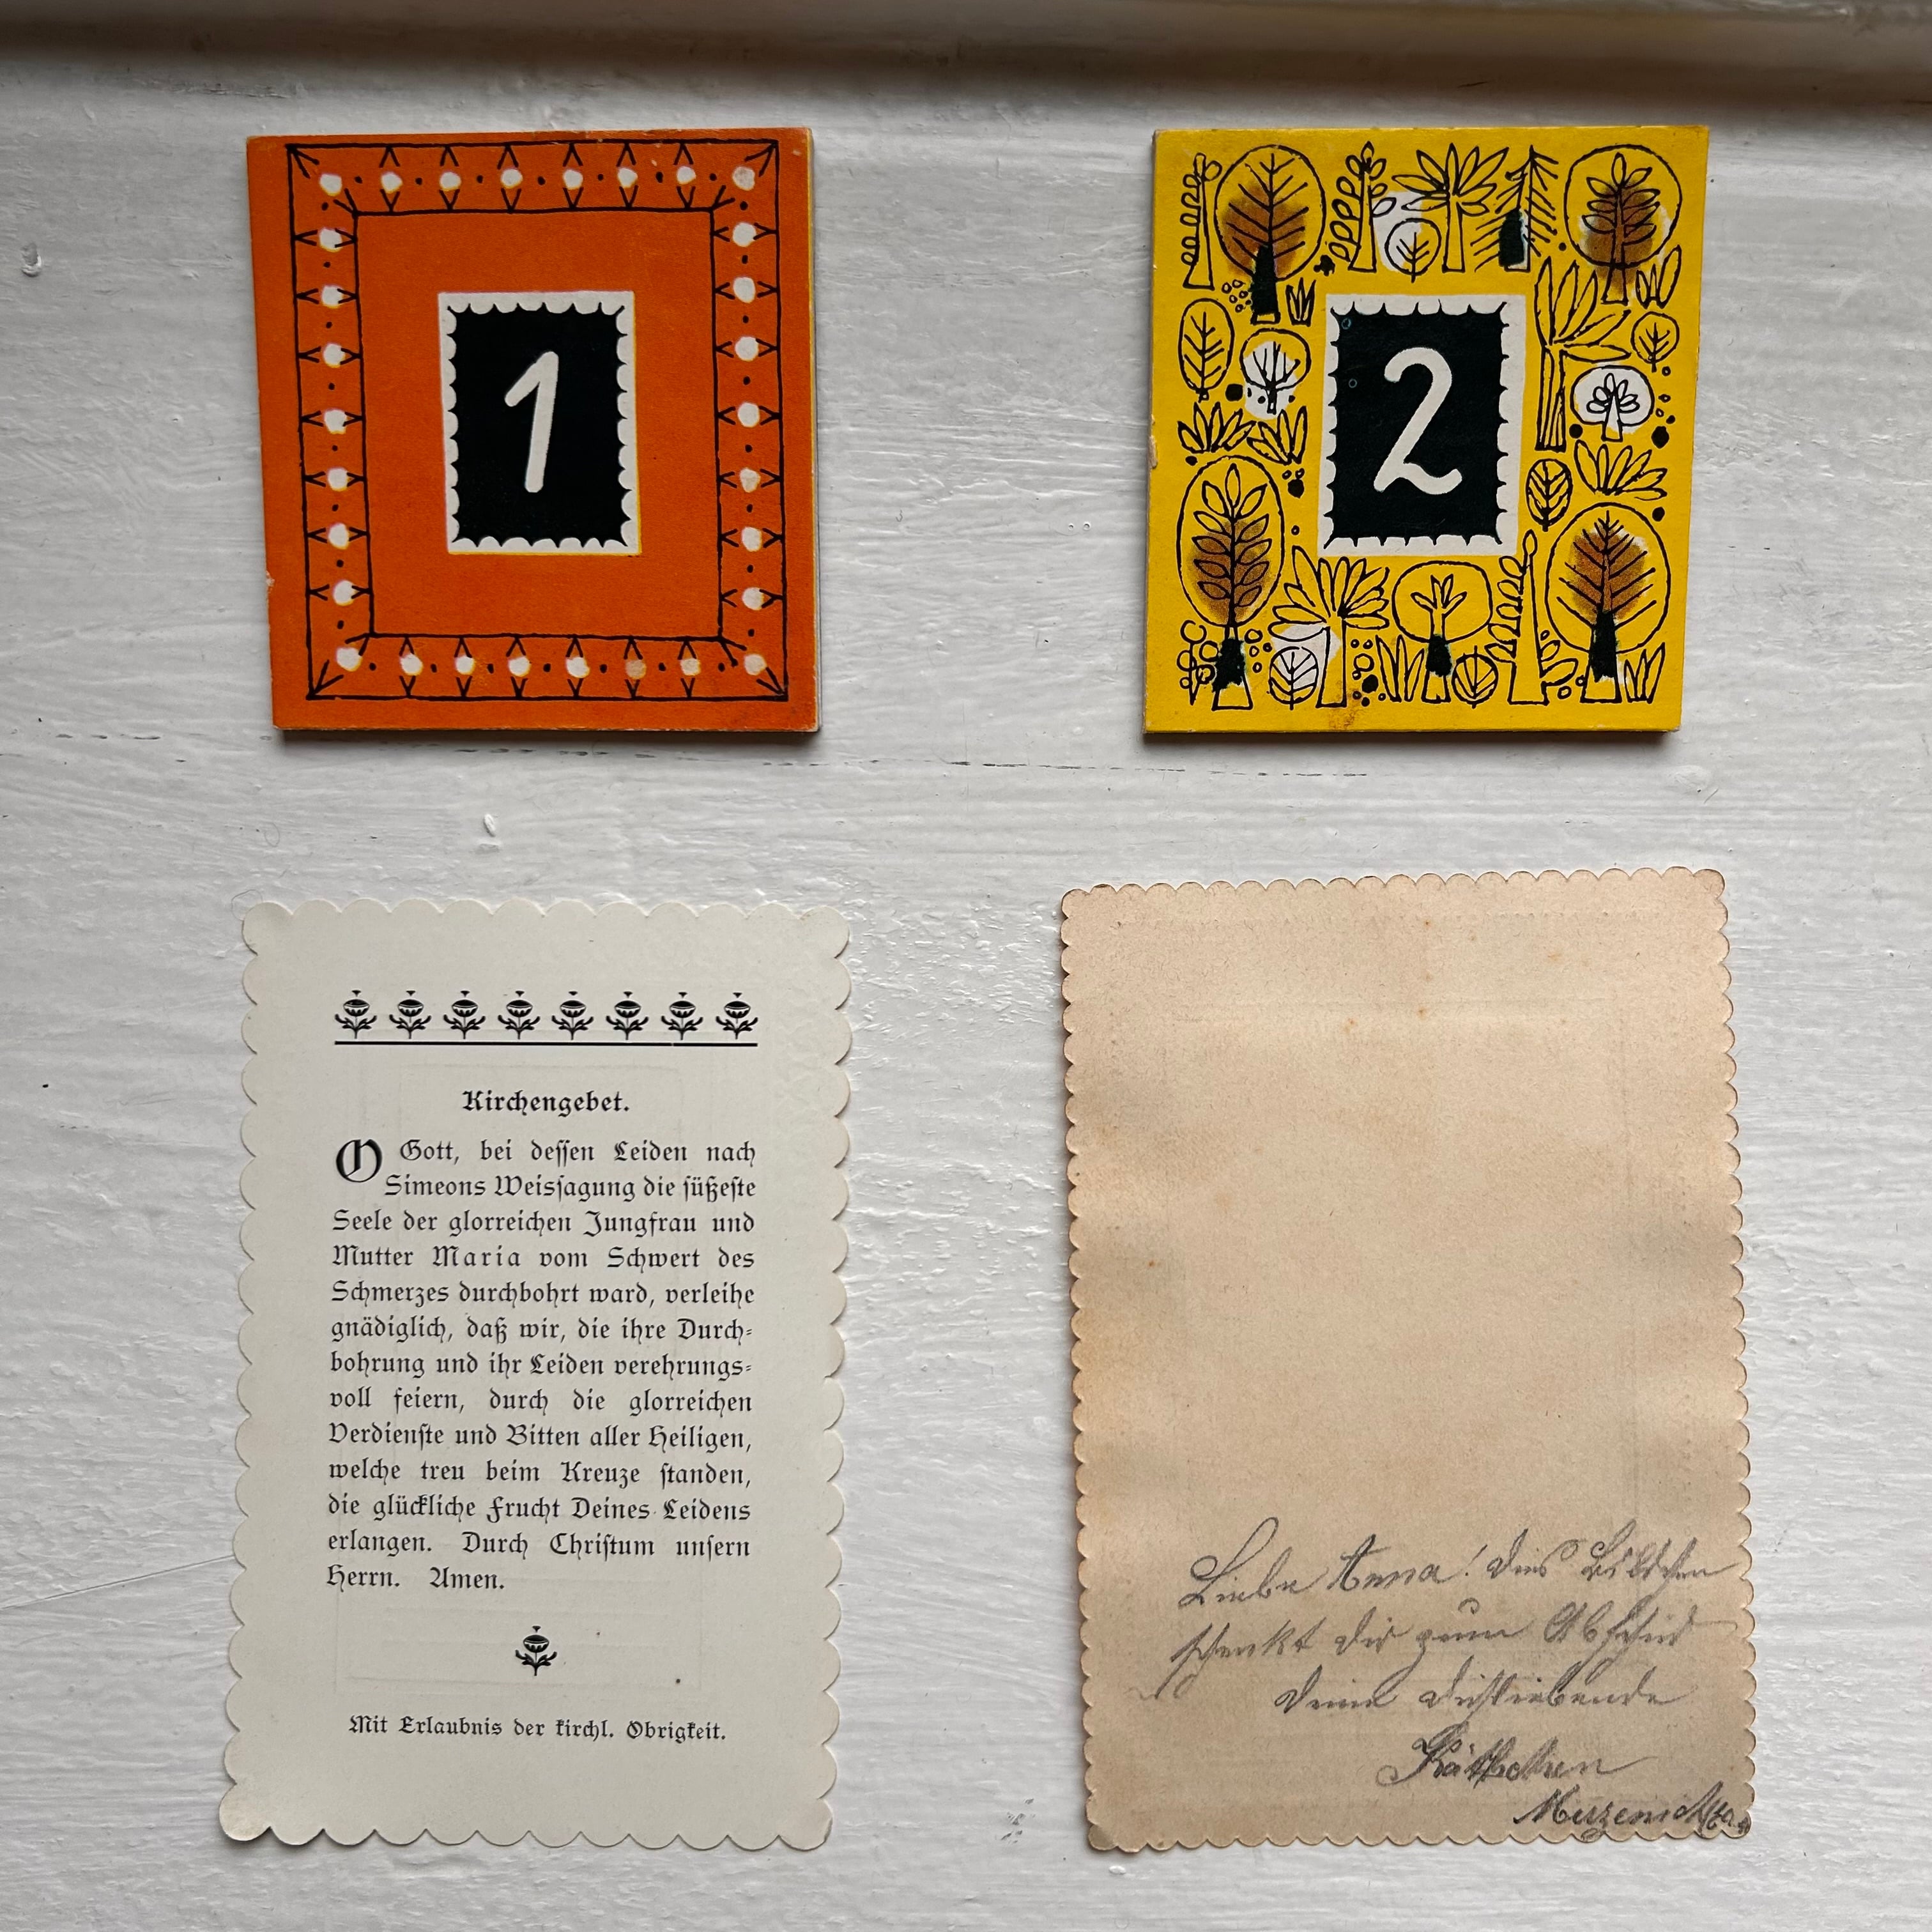 1
2
Kirchengebet.
O Gott, bei deſſen Leiden nach
Simeons Weisſagung die ſüßeſte
Seele der glorreichen Jungfrau und
Mutter Maria vom Schwert des
Schmerzes durchbohrt ward, verleihe
gnädiglich, daß wir, die ihre Durch⸗
bohrung und ihr Leiden verehrungs⸗
voll feiern, durch die glorreichen
Verdienſte und Bitten aller Heiligen,
welche treu beim Kreuze ſtanden,
die glückliche Frucht Deines Leidens
erlangen. Durch Chriſtum unſern
Herrn. Amen.
Mit Erlaubnis der kirchl. Obrigkeit.
Liebe Anna! Dies Bildchen
schenkt dir zum Abschied
Deine dichliebende
Käthchen